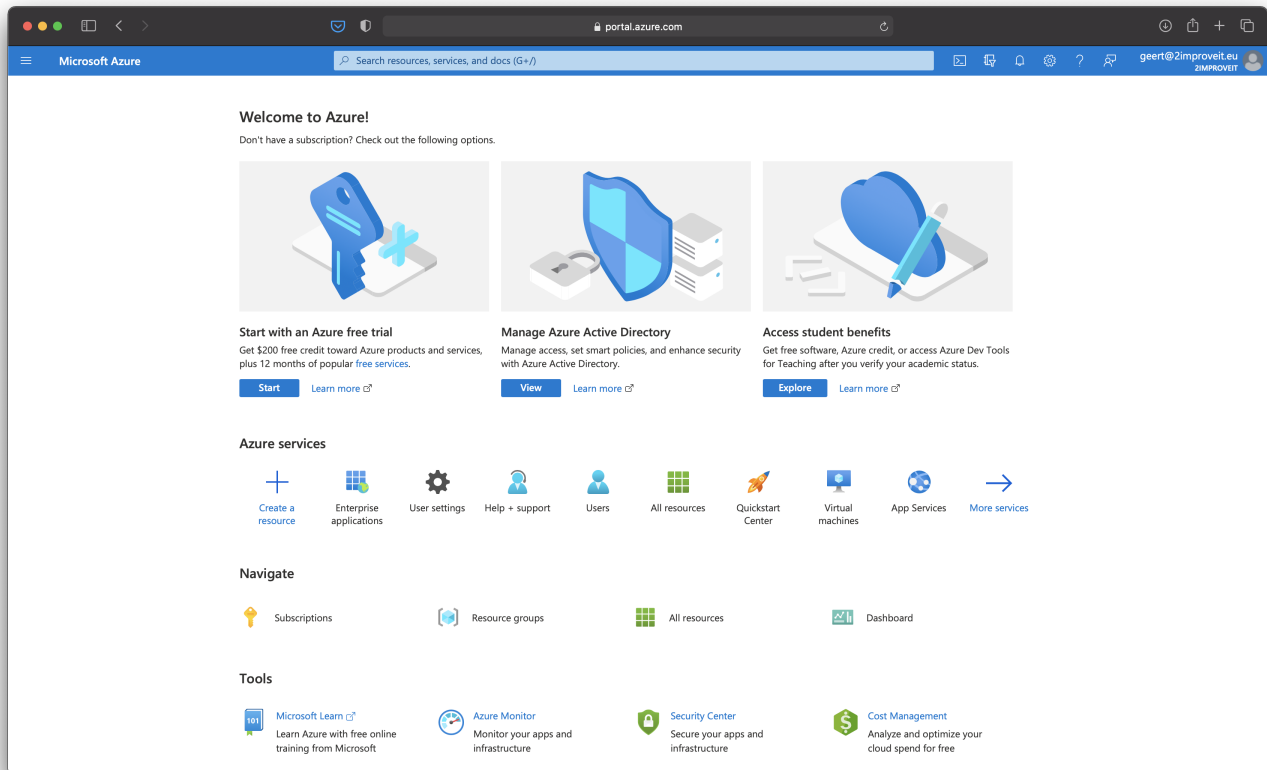 portal.azure.com
Microsoft Azure
Search resources, services, and docs (G+/)
geert@2improveit.eu
2IMPROVEIT
Welcome to Azure!
Don't have a subscription? Check out the following options.
Start with an Azure free trial
Get $200 free credit toward Azure products and services,
plus 12 months of popular free services.
Start
Learn more
Manage Azure Active Directory
Manage access, set smart policies, and enhance security
with Azure Active Directory.
View
Learn more
Access student benefits
Get free software, Azure credit, or access Azure Dev Tools
for Teaching after you verify your academic status.
Explore
Learn more
Azure services
Create a
resource
Enterprise
applications
User settings
Help + support
Users
All resources
Quickstart
Center
Virtual
machines
App Services
More services
Navigate
Subscriptions
Resource groups
All resources
Dashboard
Tools
101
Microsoft Learn
Learn Azure with free online
training from Microsoft
Azure Monitor
Monitor your apps and
infrastructure
Security Center
Secure your apps and
infrastructure
Cost Management
Analyze and optimize your
cloud spend for free